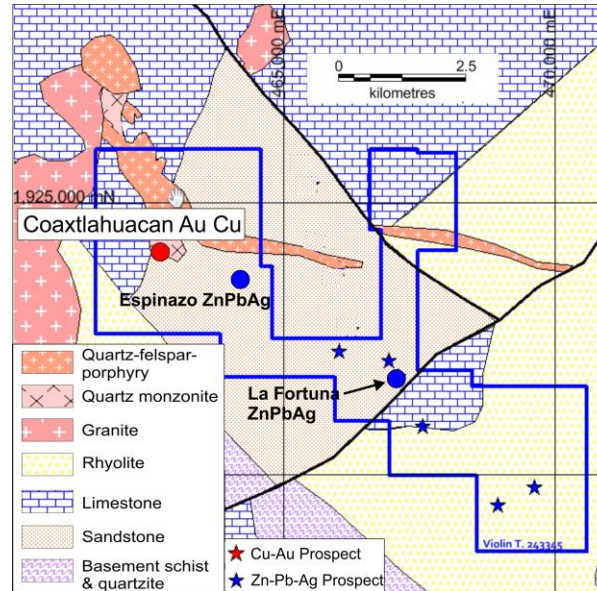 465,000 mE
470,000 mE
0 2.5
kilometres
1,925,000 mN
Coaxtlahuacan Au Cu
Espinazo ZnPbAg
La Fortuna
ZnPbAg
Quartz-felspar-
porphyry
Quartz monzonite
Granite
Rhyolite
Limestone
Sandstone
Basement schist
& quartzite
Cu-Au Prospect
Zn-Pb-Ag Prospect
Violin T. 243345